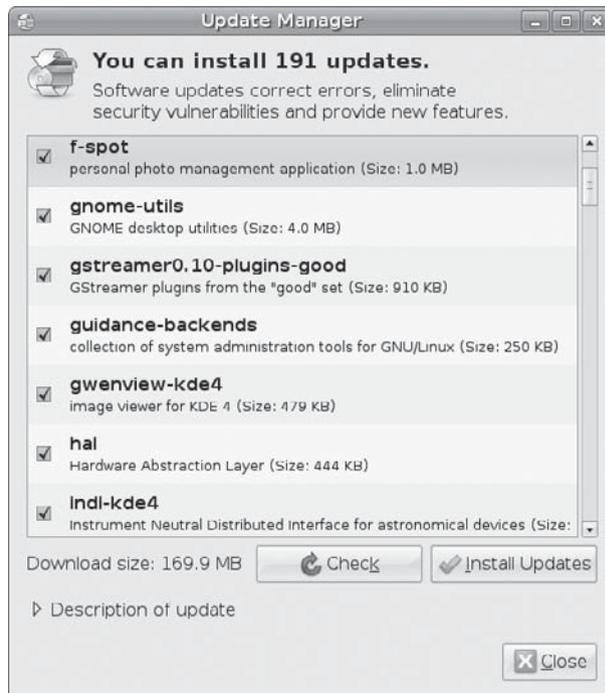 Update Manager
You can install 191 updates.
Software updates correct errors, eliminate
security vulnerabilities and provide new features.
f-spot
personal photo management application (Size: 1.0 MB)
gnome-utils
GNOME desktop utilities (Size: 4.0 MB)
gstreamer0.10-plugins-good
GStreamer plugins from the "good" set (Size: 910 KB)
guidance-backends
collection of system administration tools for GNU/Linux (Size: 250 KB)
gwenview-kde4
image viewer for KDE 4 (Size: 479 KB)
hal
Hardware Abstraction Layer (Size: 444 KB)
indi-kde4
Instrument Neutral Distributed Interface for astronomical devices (Size:
Download size: 169.9 MB
Check
Install Updates
Description of update
Close